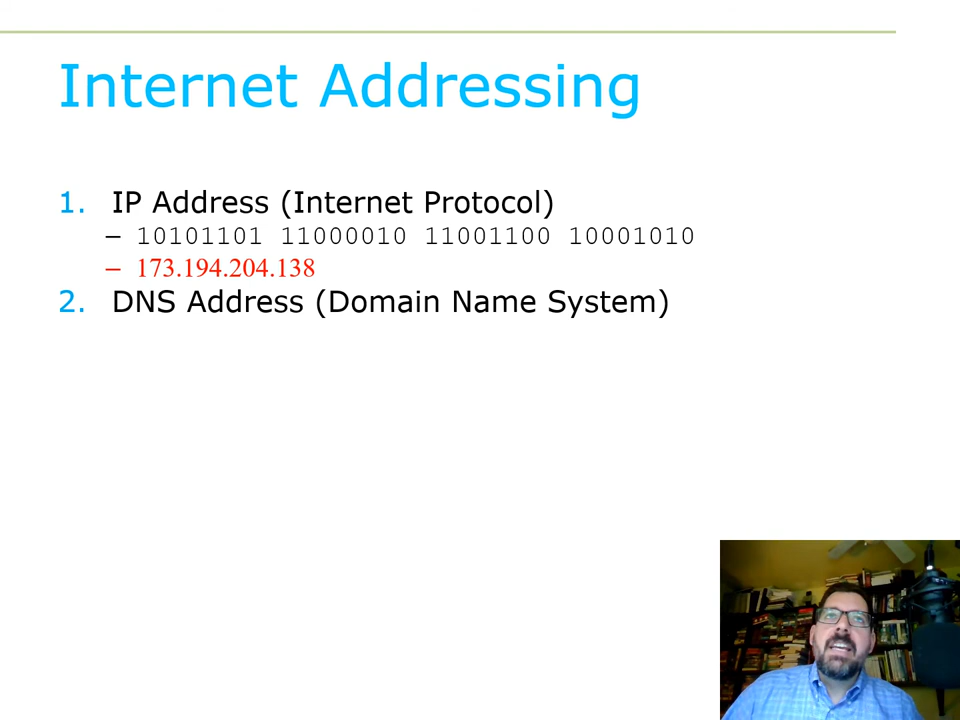 Internet Addressing
1. IP Address (Internet Protocol)
– 10101101 11000010 11001100 10001010
– 173.194.204.138
2. DNS Address (Domain Name System)